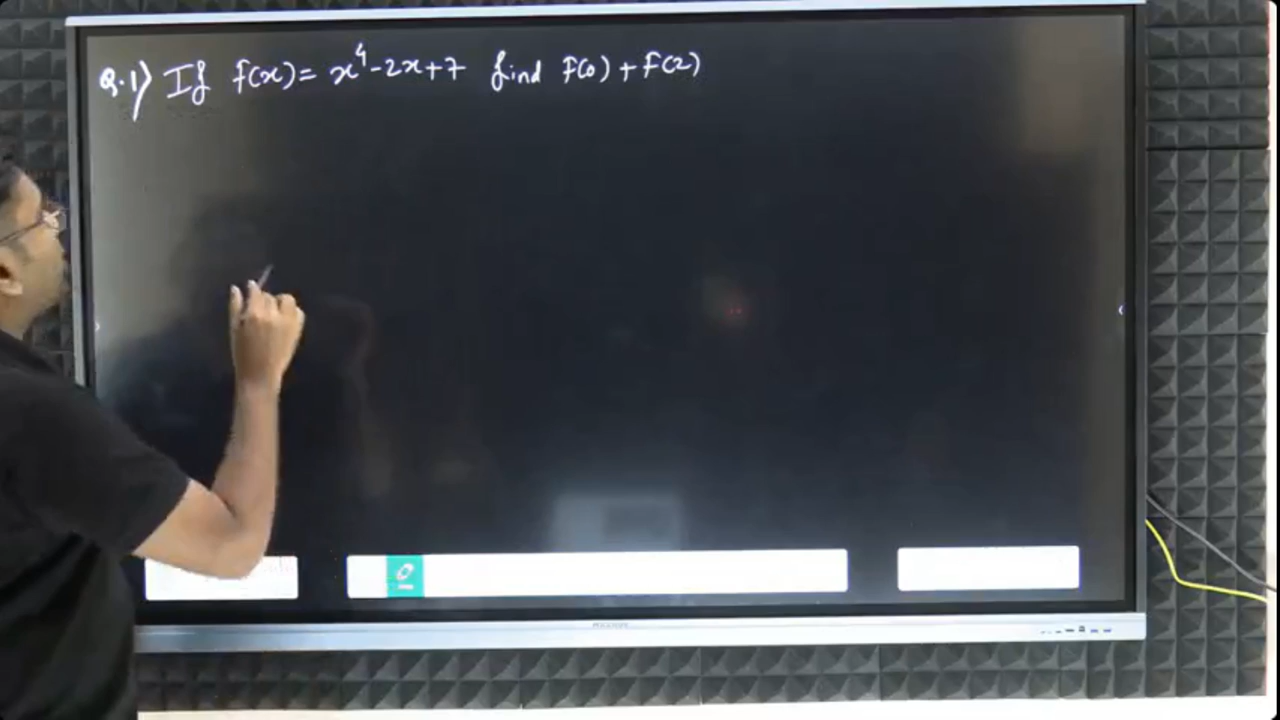 Q.1) If f(x)= x⁴-2x+7 find f(0)+f(2)